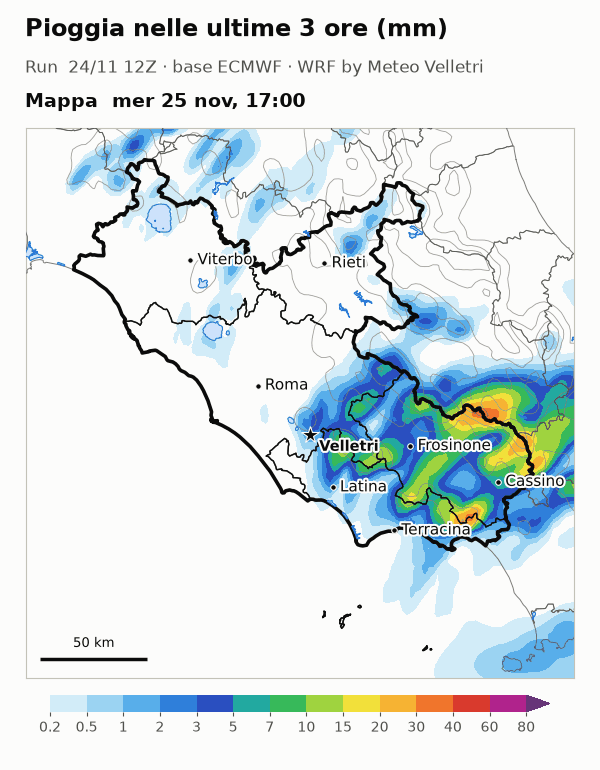 Pioggia nelle ultime 3 ore (mm)
Run  24/11 12Z · base ECMWF · WRF by Meteo Velletri
Mappa  mer 25 nov, 17:00
Viterbo
Rieti
Roma
Velletri
Frosinone
Latina
Cassino
Terracina
50 km
0.2 0.5 1 2 3 5 7 10 15 20 30 40 60 80